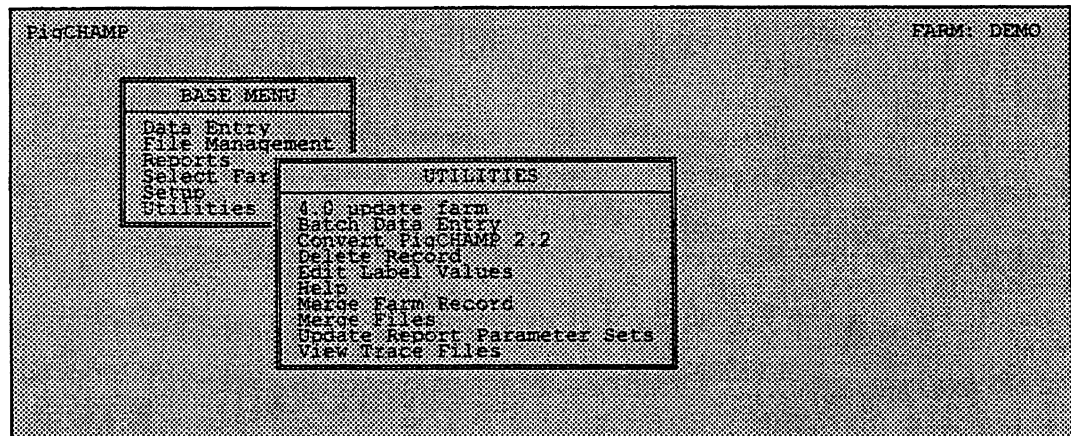 PigCHAMP
FARM: DEMO
BASE MENU
Data Entry
File Management
Reports
Select Far
Setup
Utilities
UTILITIES
4.0 update farm
Batch Data Entry
Convert PigCHAMP 2.2
Delete Record
Edit Label Values
Help
Merge Farm Record
Merge Files
Update Report Parameter Sets
View Trace Files